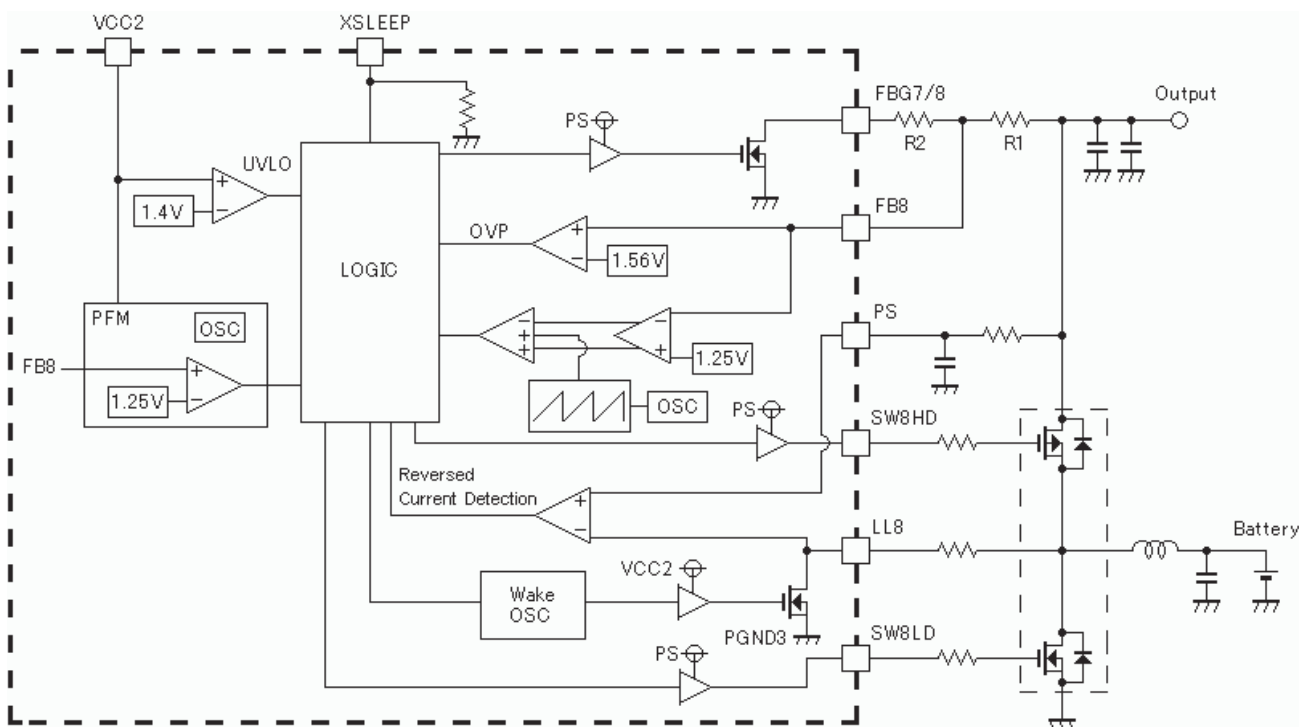 VCC2
XSLEEP
FBG7/8
Output
PS
R2
R1
UVLO
1.4V
FB8
OVP
1.56V
LOGIC
PFM
OSC
PS
FB8
1.25V
1.25V
OSC
PS
SW8HD
Reversed
Current Detection
LL8
Battery
VCC2
Wake
OSC
PGND3
SW8LD
PS